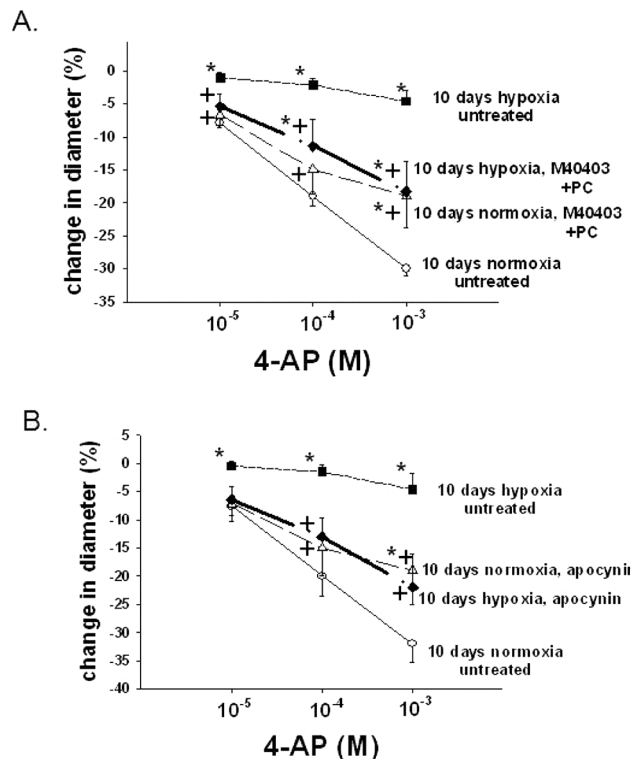 A.
change in diameter (%)
0
-5
-10
-15
-20
-25
-30
-35
*
*
*
+
+
*
+
+
*
+
*
+
10 days hypoxia
untreated
10 days hypoxia, M40403
+PC
10 days normoxia, M40403
+PC
10 days normoxia
untreated
10-5
10-4
10-3
4-AP (M)
B.
change in diameter (%)
5
0
-5
-10
-15
-20
-25
-30
-35
-40
*
*
*
+
+
*
+
+
10 days hypoxia
untreated
10 days normoxia, apocynin
10 days hypoxia, apocynin
10 days normoxia
untreated
10-5
10-4
10-3
4-AP (M)